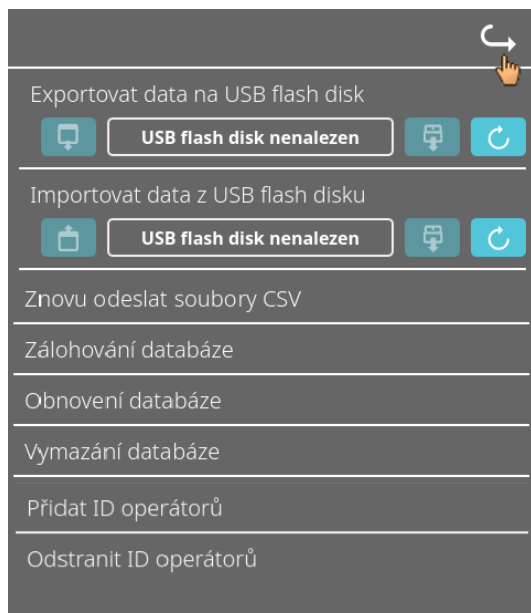 Exportovat data na USB flash disk
USB flash disk nenalezen
Importovat data z USB flash disku
USB flash disk nenalezen
Znovu odeslat soubory CSV
Zálohování databáze
Obnovení databáze
Vymazání databáze
Přidat ID operátorů
Odstranit ID operátorů